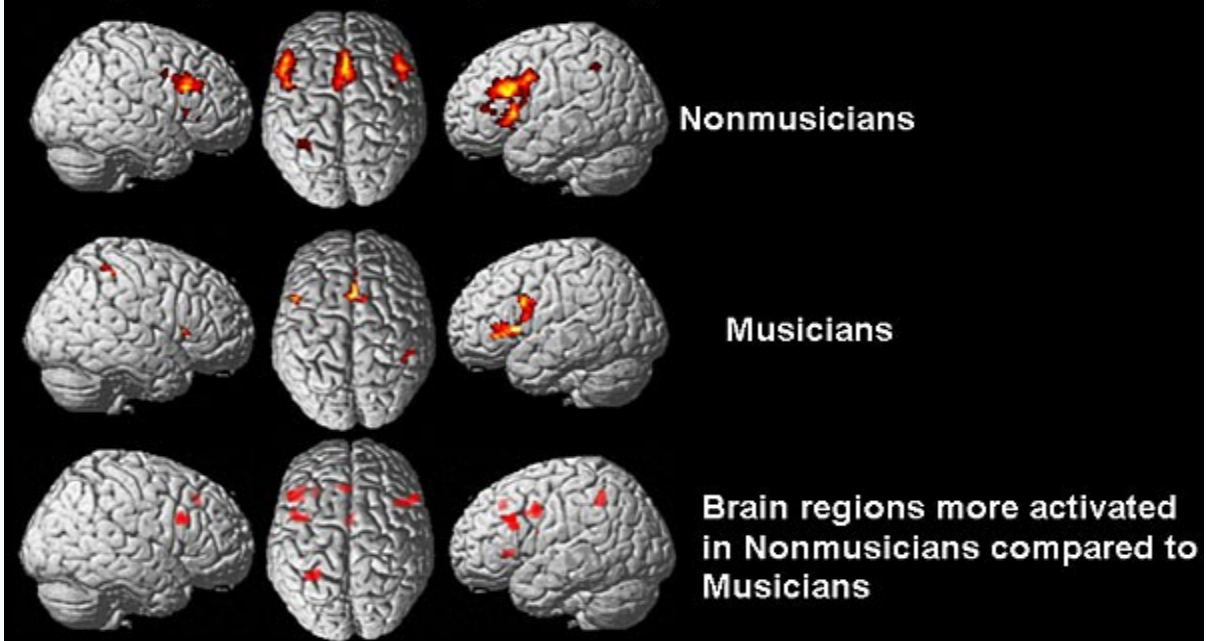 Nonmusicians
Musicians
Brain regions more activated
in Nonmusicians compared to
Musicians